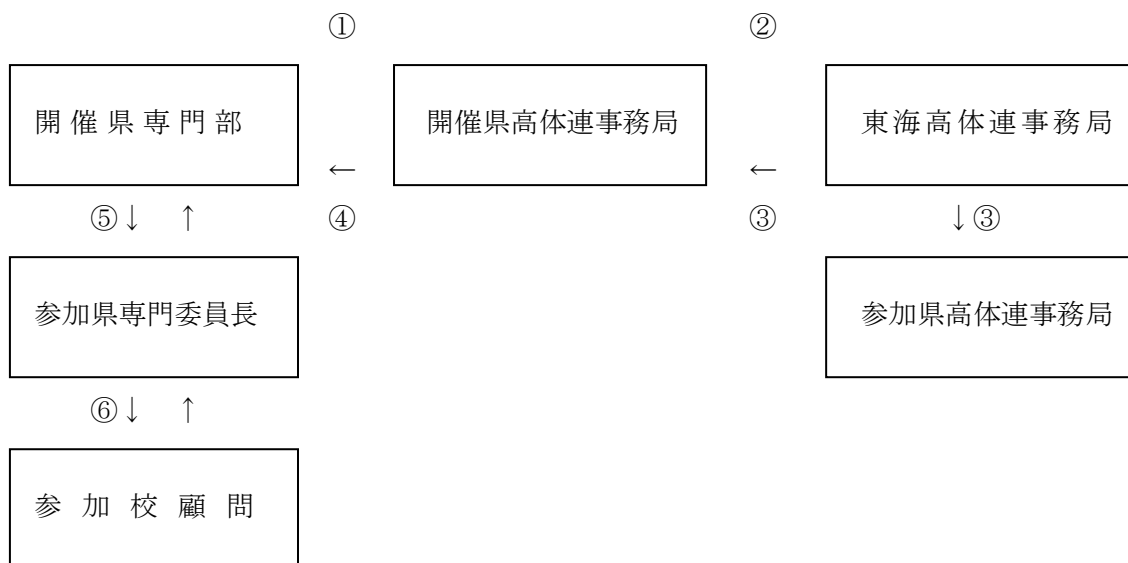 ① ②
開催県専門部 開催県高体連事務局 東海高体連事務局
← ←
⑤↓ ↑ ④ ③ ↓③
参加県専門委員長 参加県高体連事務局
⑥↓ ↑
参加校顧問